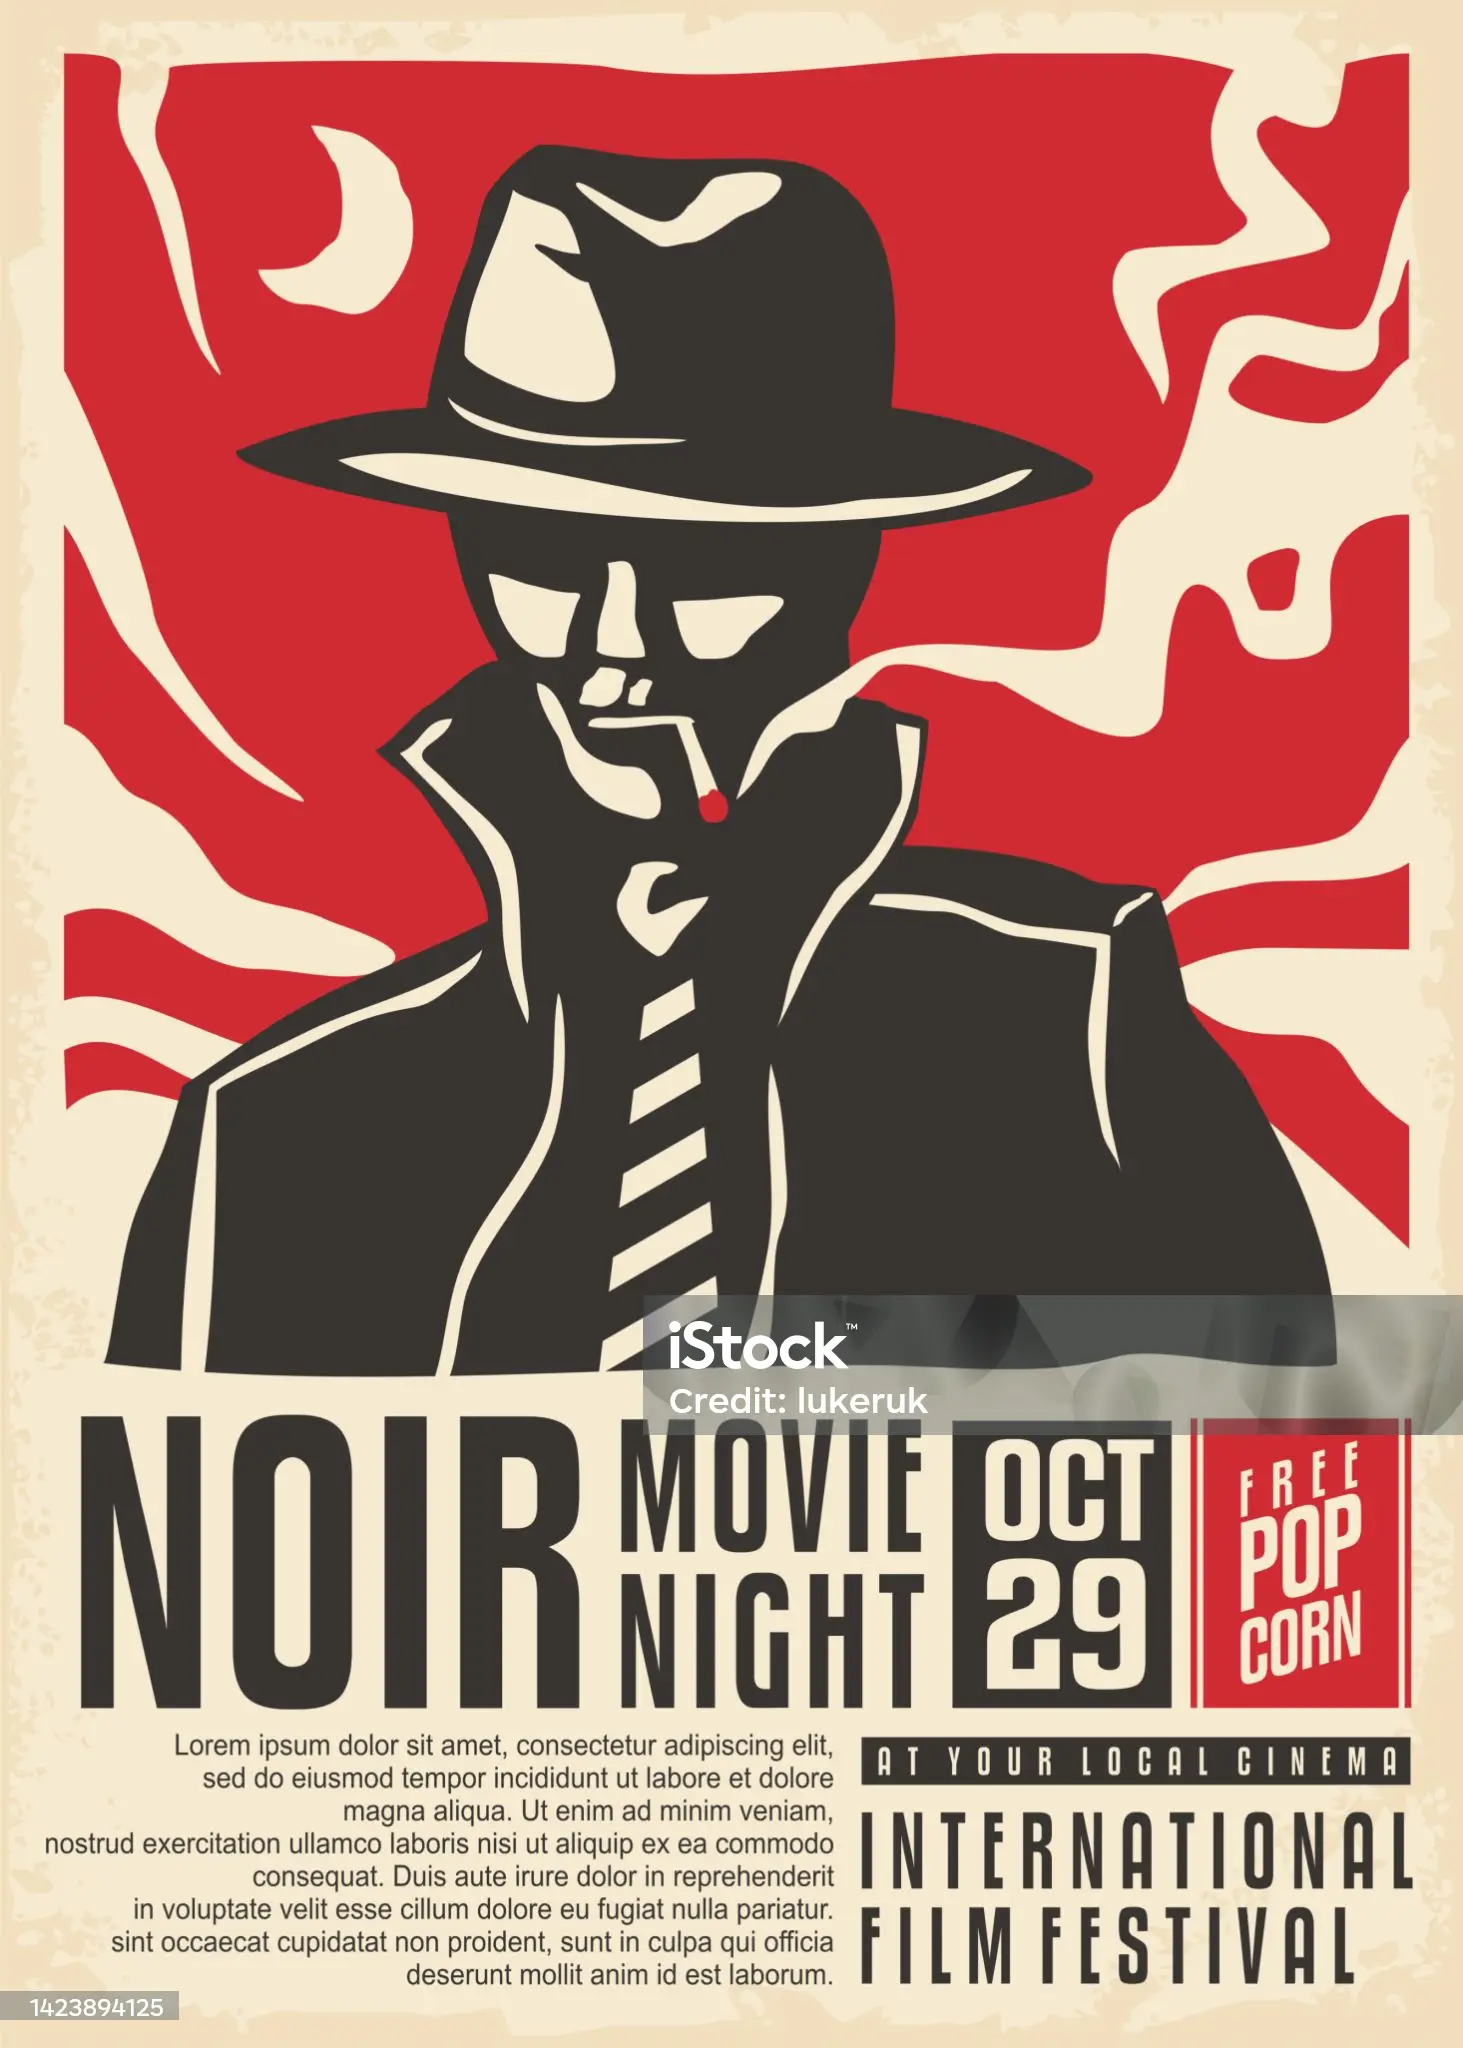 iStock™
Credit: lukeruk
NOIR
MOVIE
NIGHT
OCT
29
FREE
POP
CORN
Lorem ipsum dolor sit amet, consectetur adipiscing elit,
sed do eiusmod tempor incididunt ut labore et dolore
magna aliqua. Ut enim ad minim veniam,
nostrud exercitation ullamco laboris nisi ut aliquip ex ea commodo
consequat. Duis aute irure dolor in reprehenderit
in voluptate velit esse cillum dolore eu fugiat nulla pariatur.
sint occaecat cupidatat non proident, sunt in culpa qui officia
deserunt mollit anim id est laborum.
AT YOUR LOCAL CINEMA
INTERNATIONAL
FILM FESTIVAL
1423894125